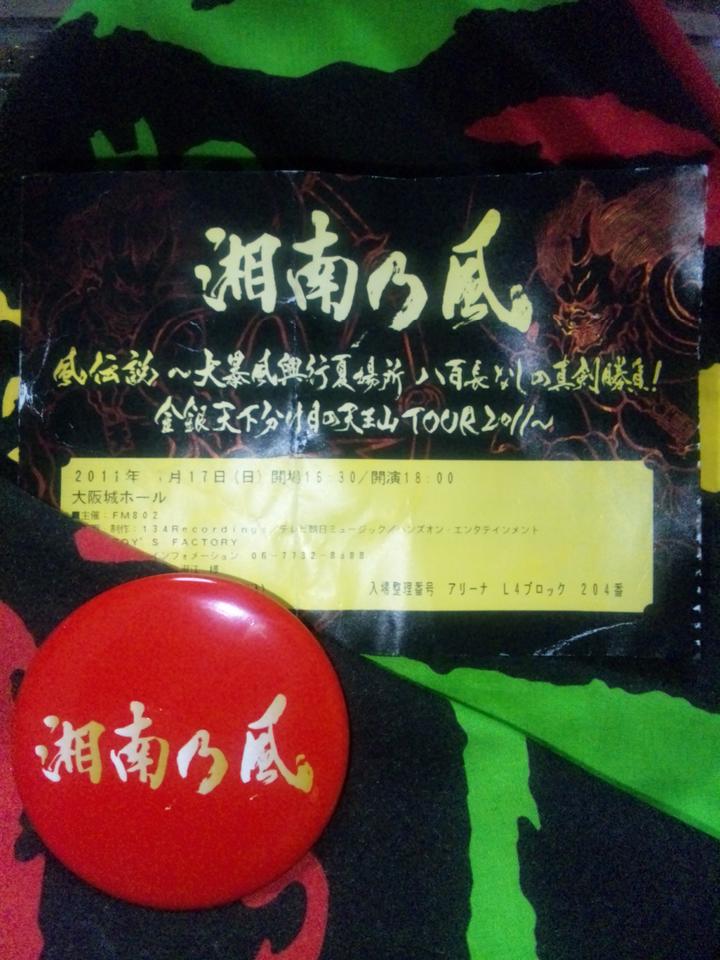 湘南乃風
風伝説〜大暴風興行夏場所 八百長なしの真剣勝負！
金銀天下分け目の天王山TOUR2011〜
2011年 月17日(日)開場16:30/開演18:00
大阪城ホール
■主催：FM802
制作：134Recordings/テレビ朝日ミュージック/ハンズオン・エンタテインメント
OY'S FACTORY
インフォメーション 06-7732-8888
様
入場整理番号 アリーナ L4ブロック 204番
湘南乃風